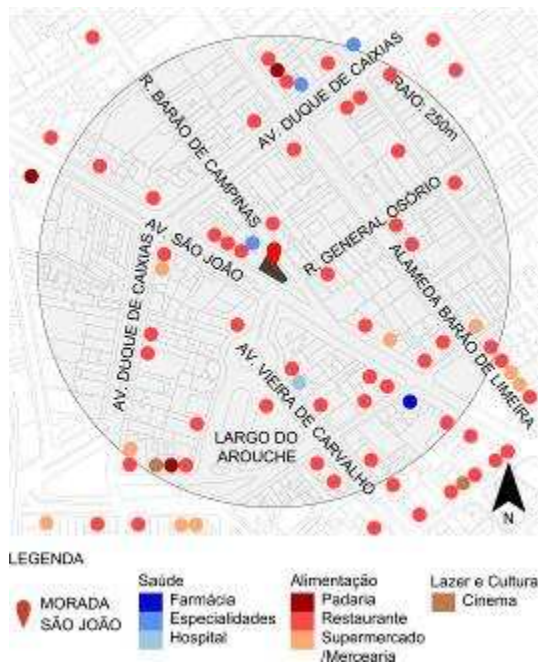 AV. DUQUE DE CAIXIAS
RAIO: 250m
R. BARÃO DE CAMPINAS
R. GENERAL OSÓRIO
AV. SÃO JOÃO
ALAMEDA BARÃO DE LIMEIRA
AV. DUQUE DE CAIXIAS
AV. VIEIRA DE CARVALHO
LARGO DO
AROUCHE
N
LEGENDA
MORADA
SÃO JOÃO
Saúde
Farmácia
Especialidades
Hospital
Alimentação
Padaria
Restaurante
Supermercado
/Mercearia
Lazer e Cultura
Cinema